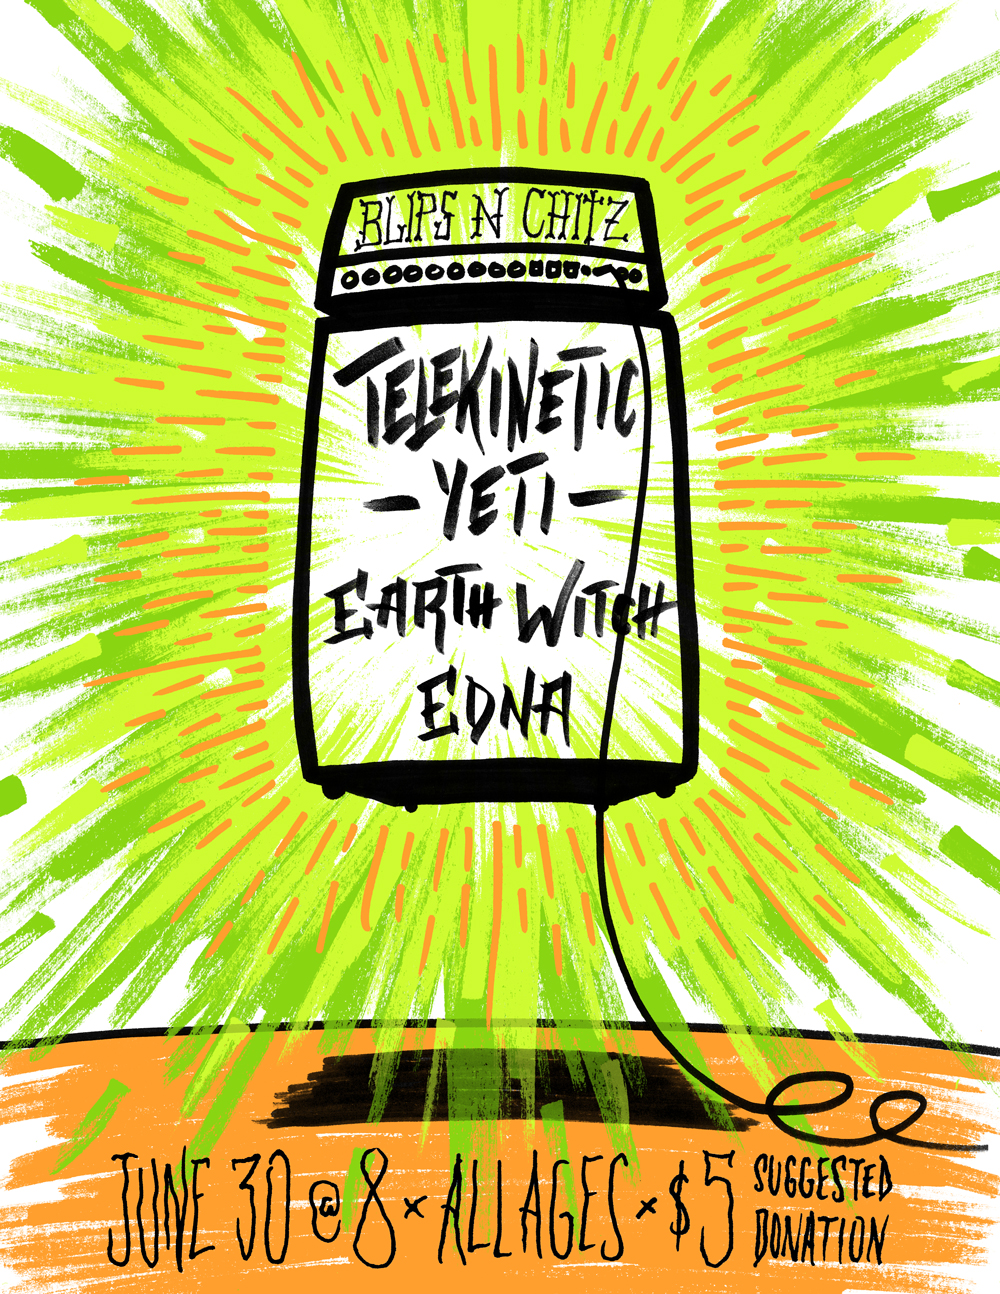 BLIPS N CHITZ
TELEKINETIC
- YETI -
EARTH WITCH
EDNA
JUNE 30 @ 8 x ALL AGES x $5 SUGGESTED
DONATION